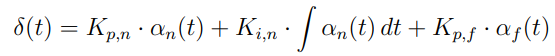 δ(t) = K_{p,n} · α_n(t) + K_{i,n} · ∫ α_n(t) dt + K_{p,f} · α_f(t)